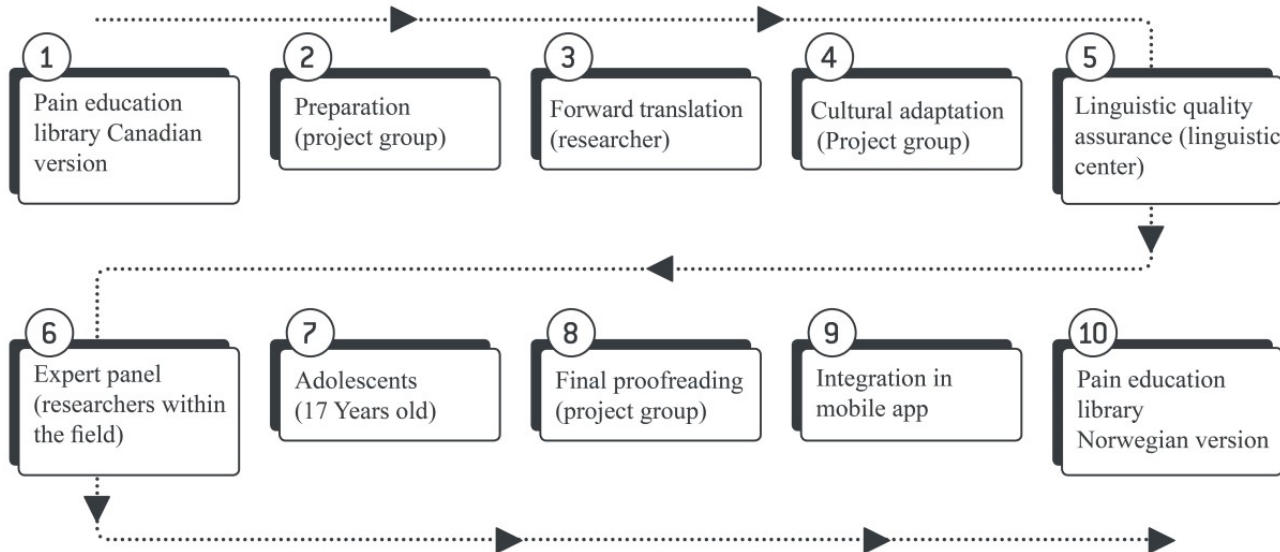 1
Pain education
library Canadian
version
2
Preparation
(project group)
3
Forward translation
(researcher)
4
Cultural adaptation
(Project group)
5
Linguistic quality
assurance (linguistic
center)
6
Expert panel
(researchers within
the field)
7
Adolescents
(17 Years old)
8
Final proofreading
(project group)
9
Integration in
mobile app
10
Pain education
library
Norwegian version